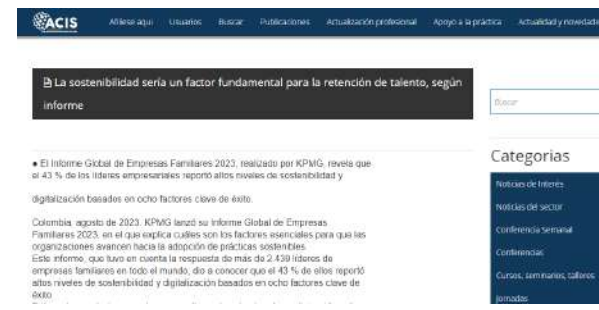 ACIS
Afíliese aquí Usuarios Buscar Publicaciones Actualización profesional Apoyo a la práctica Actualidad y novedade
La sostenibilidad sería un factor fundamental para la retención de talento, según
informe
Buscar
● El Informe Global de Empresas Familiares 2023, realizado por KPMG, revela que
el 43 % de los líderes empresariales reportó altos niveles de sostenibilidad y
digitalización basados en ocho factores clave de éxito.
Colombia, agosto de 2023. KPMG lanzó su Informe Global de Empresas
Familiares 2023, en el que explica cuáles son los factores esenciales para que las
organizaciones avancen hacia la adopción de prácticas sostenibles.
Este informe, que tuvo en cuenta la respuesta de más de 2.439 líderes de
empresas familiares en todo el mundo, dio a conocer que el 43 % de ellos reportó
altos niveles de sostenibilidad y digitalización basados en ocho factores clave de
éxito.
Categorias
Noticias de Interés
Noticias del sector
Conferencia semanal
Conferencias
Cursos, seminarios, talleres
Jornadas